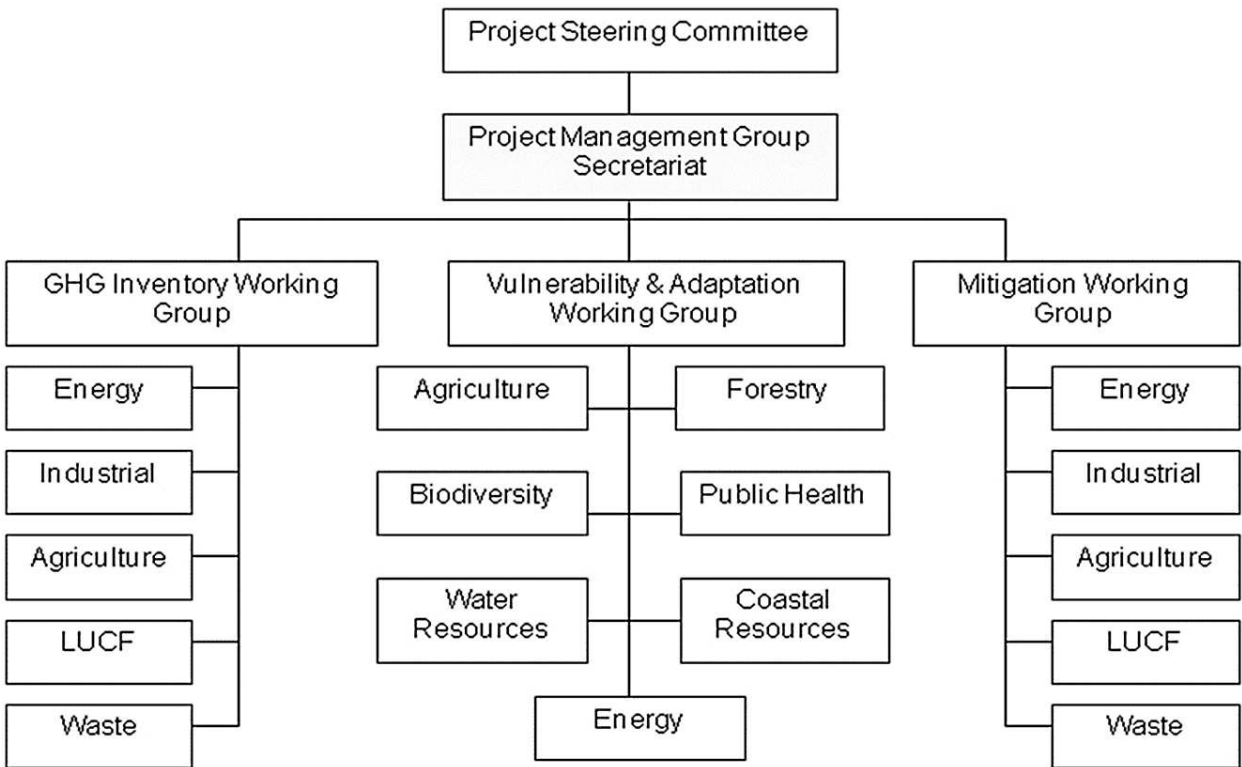 Project Steering Committee
Project Management Group
Secretariat
GHG Inventory Working
Group
Vulnerability & Adaptation
Working Group
Mitigation Working
Group
Energy
Industrial
Agriculture
LUCF
Waste
Agriculture
Forestry
Biodiversity
Public Health
Water
Resources
Coastal
Resources
Energy
Energy
Industrial
Agriculture
LUCF
Waste